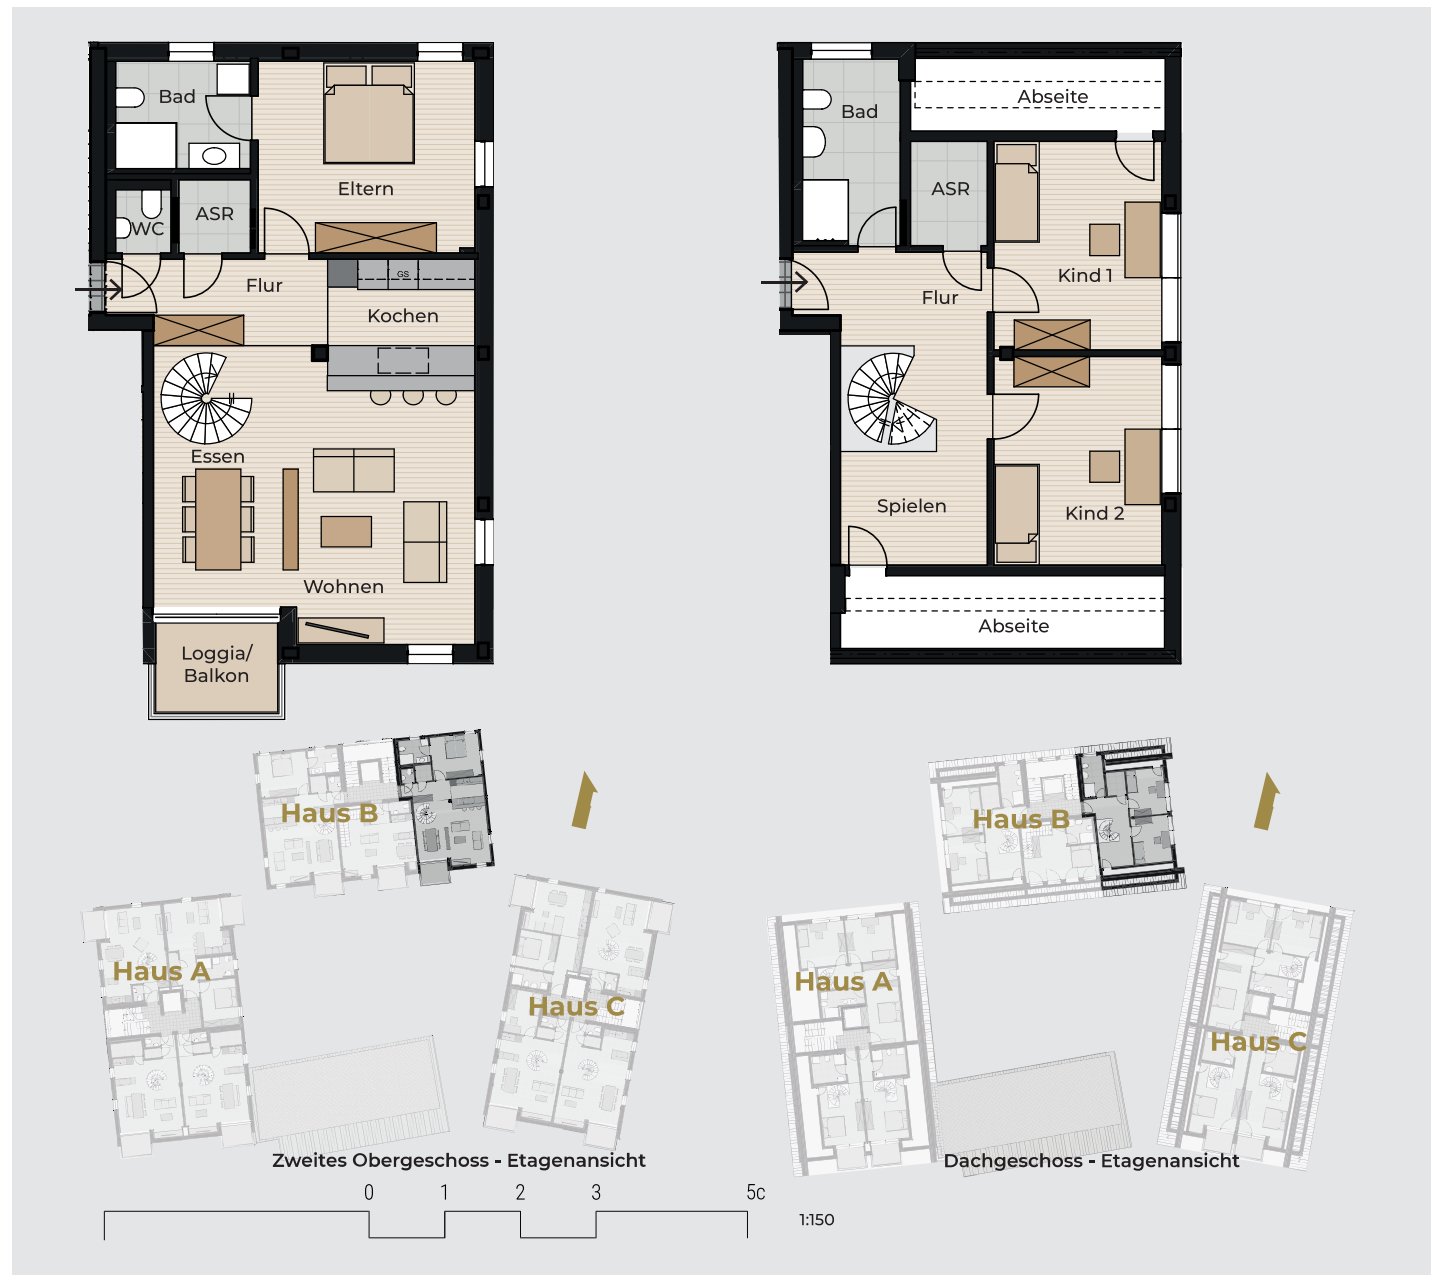 Bad
Eltern
WC
ASR
Flur
GS
Kochen
Essen
Wohnen
Loggia/
Balkon
Abseite
Bad
ASR
Kind 1
Flur
Spielen
Kind 2
Abseite
Haus B
Haus A
Haus C
Zweites Obergeschoss - Etagenansicht
Haus B
Haus A
Haus C
Dachgeschoss - Etagenansicht
0 1 2 3 5c
1:150